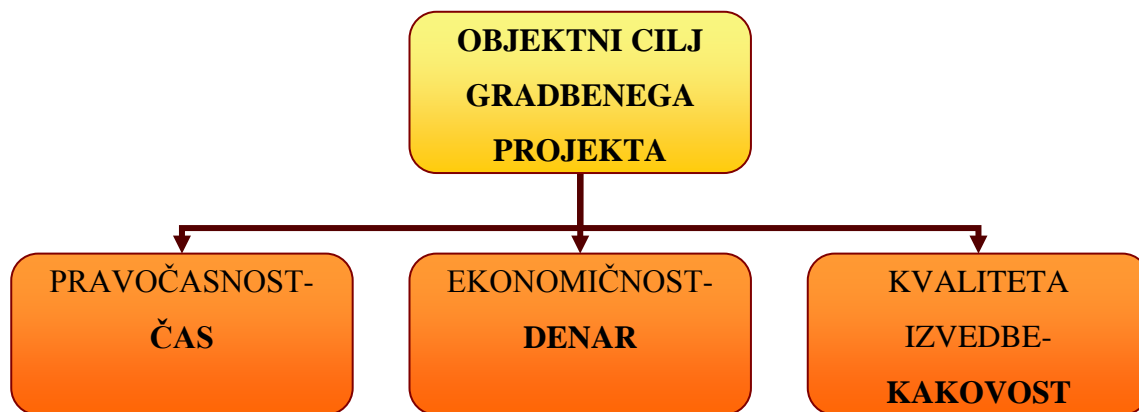 OBJEKTNI CILJ
GRADBENEGA
PROJEKTA
PRAVOČASNOST-
ČAS
EKONOMIČNOST-
DENAR
KVALITETA
IZVEDBE-
KAKOVOST